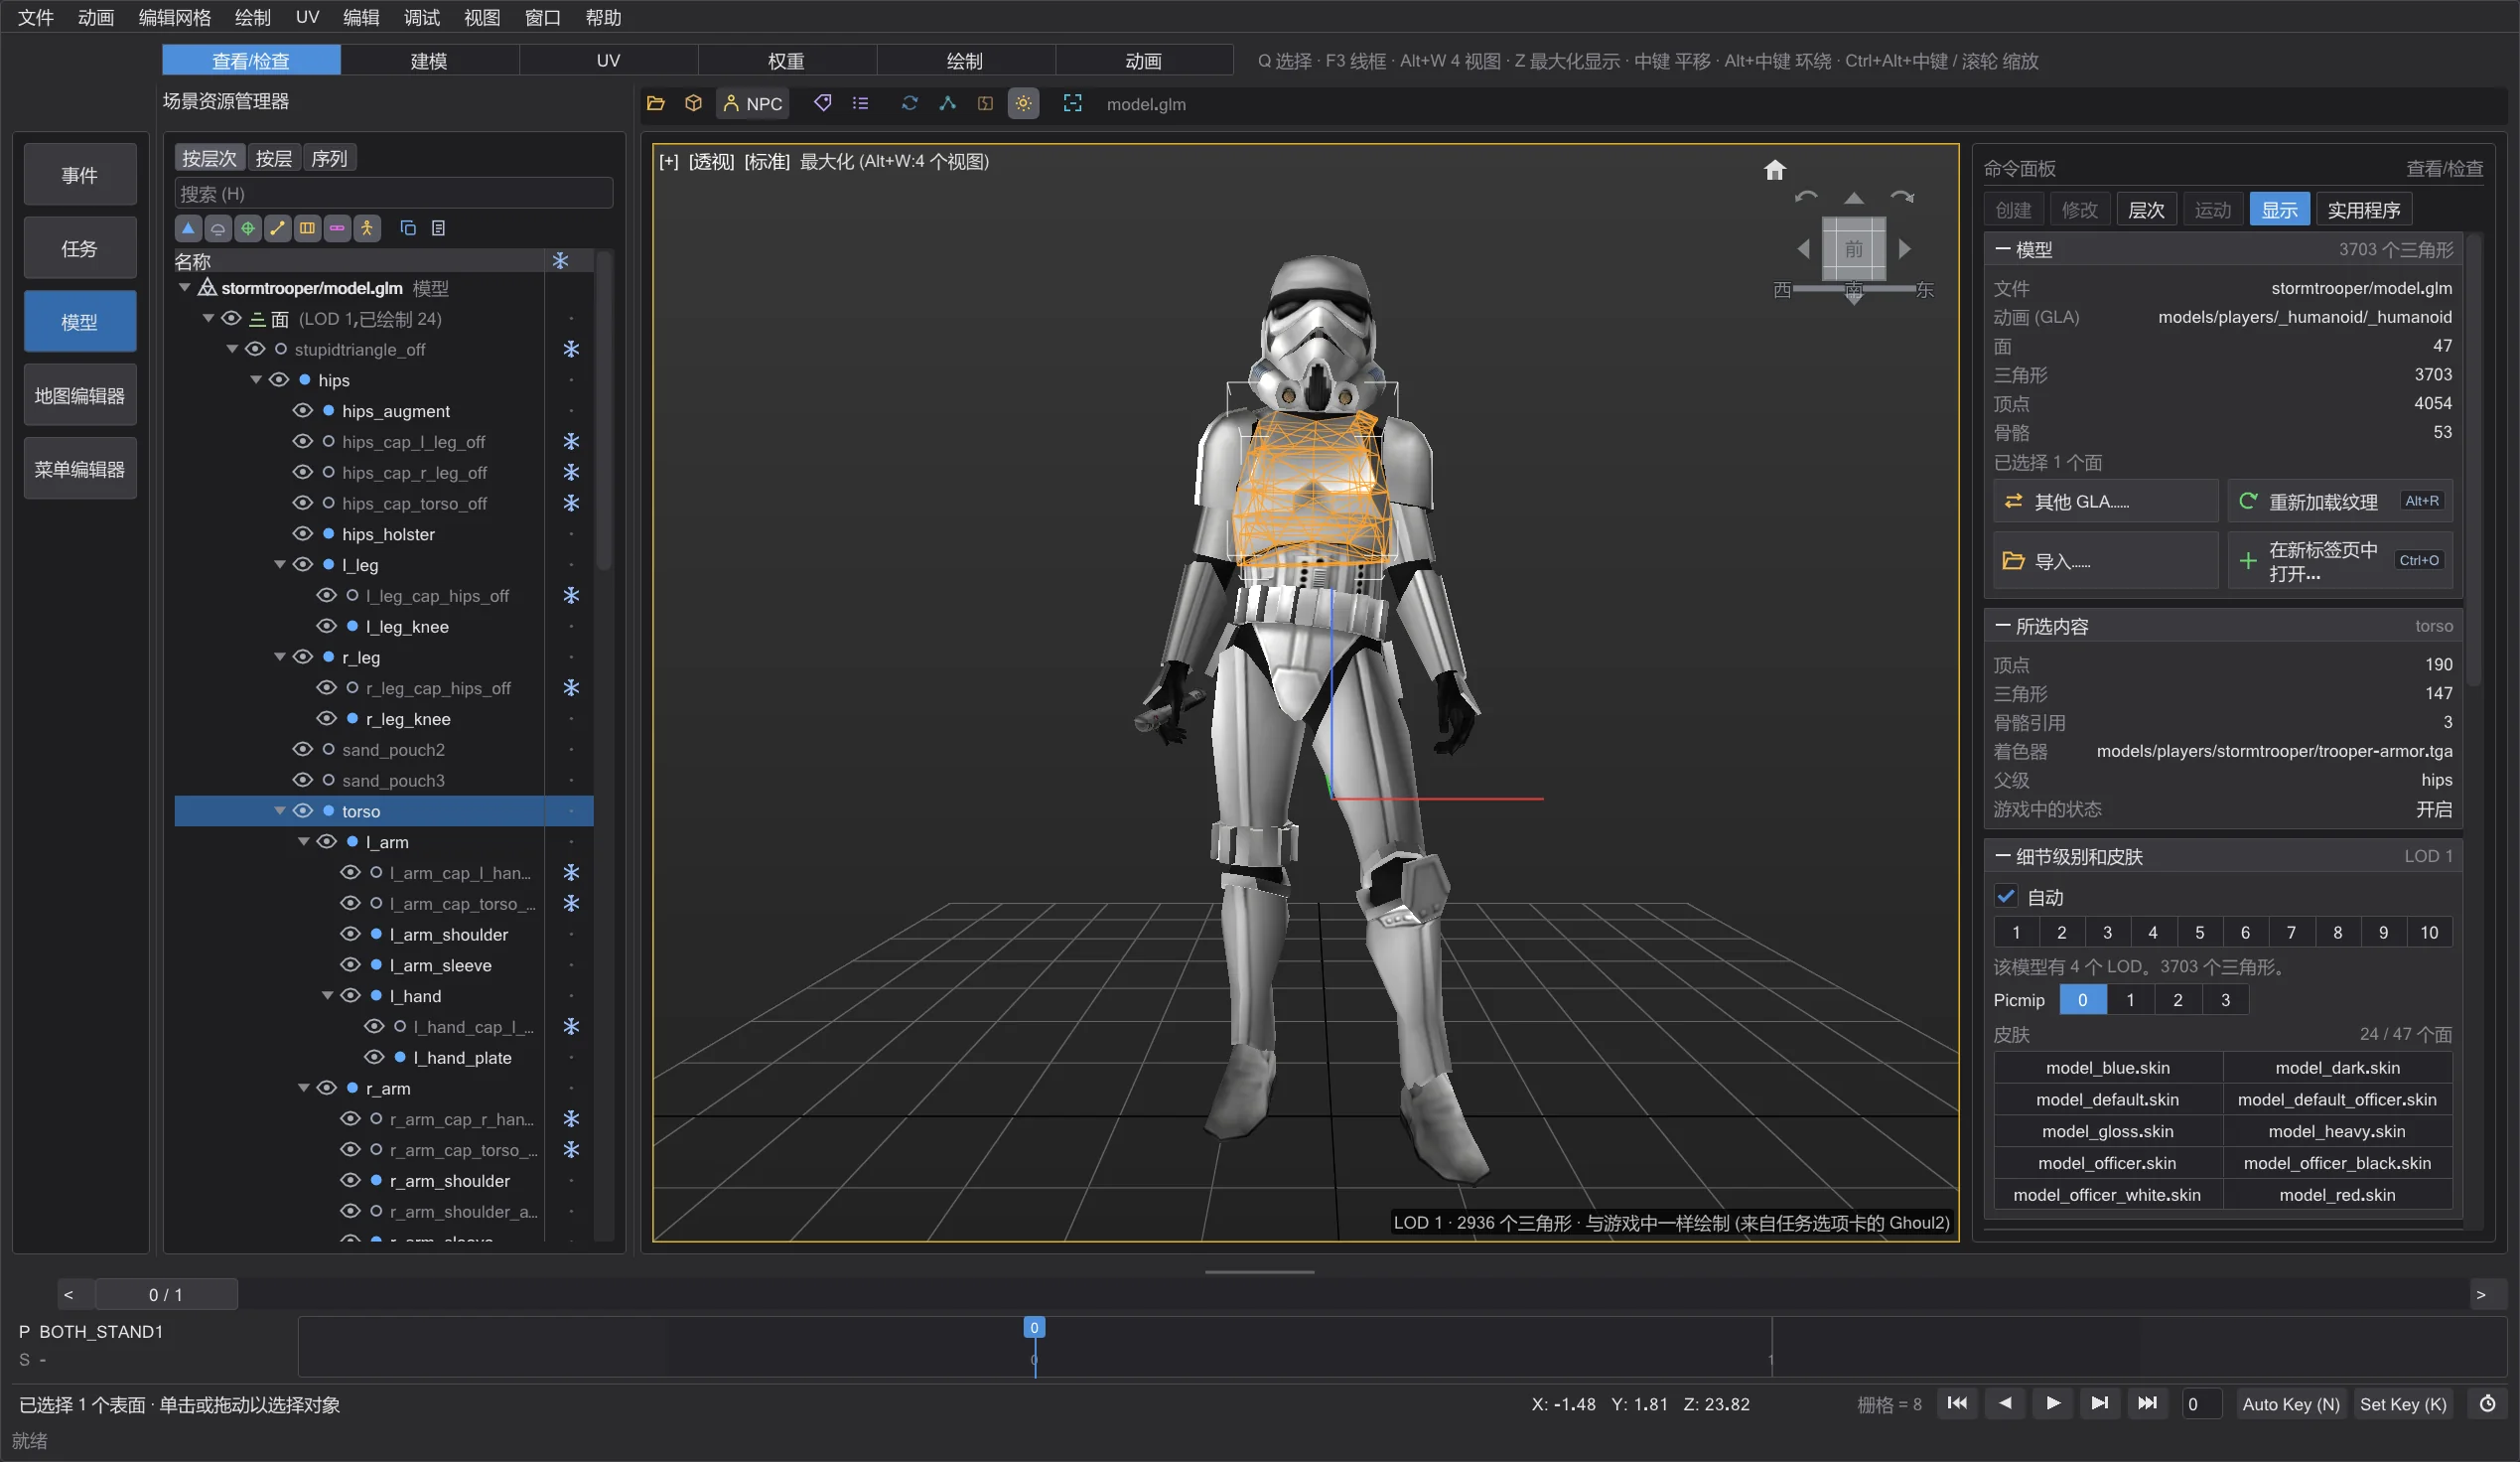 文件 动画 编辑网格 绘制 UV 编辑 调试 视图 窗口 帮助
查看/检查 建模 UV 权重 绘制 动画 Q 选择 · F3 线框 · Alt+W 4 视图 · Z 最大化显示 · 中键 平移 · Alt+中键 环绕 · Ctrl+Alt+中键 / 滚轮 缩放
场景资源管理器
NPC model.glm
事件
任务
模型
地图编辑器
菜单编辑器
按层次 按层 序列
搜索 (H)
名称
stormtrooper/model.glm 模型
面 (LOD 1,已绘制 24)
stupidtriangle_off
hips
hips_augment
hips_cap_l_leg_off
hips_cap_r_leg_off
hips_cap_torso_off
hips_holster
l_leg
l_leg_cap_hips_off
l_leg_knee
r_leg
r_leg_cap_hips_off
r_leg_knee
sand_pouch2
sand_pouch3
torso
l_arm
l_arm_cap_l_han...
l_arm_cap_torso_...
l_arm_shoulder
l_arm_sleeve
l_hand
l_hand_cap_l_...
l_hand_plate
r_arm
r_arm_cap_r_han...
r_arm_cap_torso_...
r_arm_shoulder
r_arm_shoulder_a...
r_arm_sleeve
[+] [透视] [标准] 最大化 (Alt+W:4 个视图)
前
西 南 东
LOD 1 · 2936 个三角形 · 与游戏中一样绘制 (来自任务选项卡的 Ghoul2)
命令面板 查看/检查
创建 修改 层次 运动 显示 实用程序
模型 3703 个三角形
文件 stormtrooper/model.glm
动画 (GLA) models/players/_humanoid/_humanoid
面 47
三角形 3703
顶点 4054
骨骼 53
已选择 1 个面
其他 GLA...... 重新加载纹理 Alt+R
导入...... 在新标签页中打开... Ctrl+O
所选内容 torso
顶点 190
三角形 147
骨骼引用 3
着色器 models/players/stormtrooper/trooper-armor.tga
父级 hips
游戏中的状态 开启
细节级别和皮肤 LOD 1
自动
1 2 3 4 5 6 7 8 9 10
该模型有 4 个 LOD。3703 个三角形。
Picmip 0 1 2 3
皮肤 24 / 47 个面
model_blue.skin model_dark.skin
model_default.skin model_default_officer.skin
model_gloss.skin model_heavy.skin
model_officer.skin model_officer_black.skin
model_officer_white.skin model_red.skin
< 0 / 1 >
P BOTH_STAND1
S -
0
0 1
已选择 1 个表面 · 单击或拖动以选择对象 X: -1.48 Y: 1.81 Z: 23.82 栅格 = 8 0 Auto Key (N) Set Key (K)
就绪